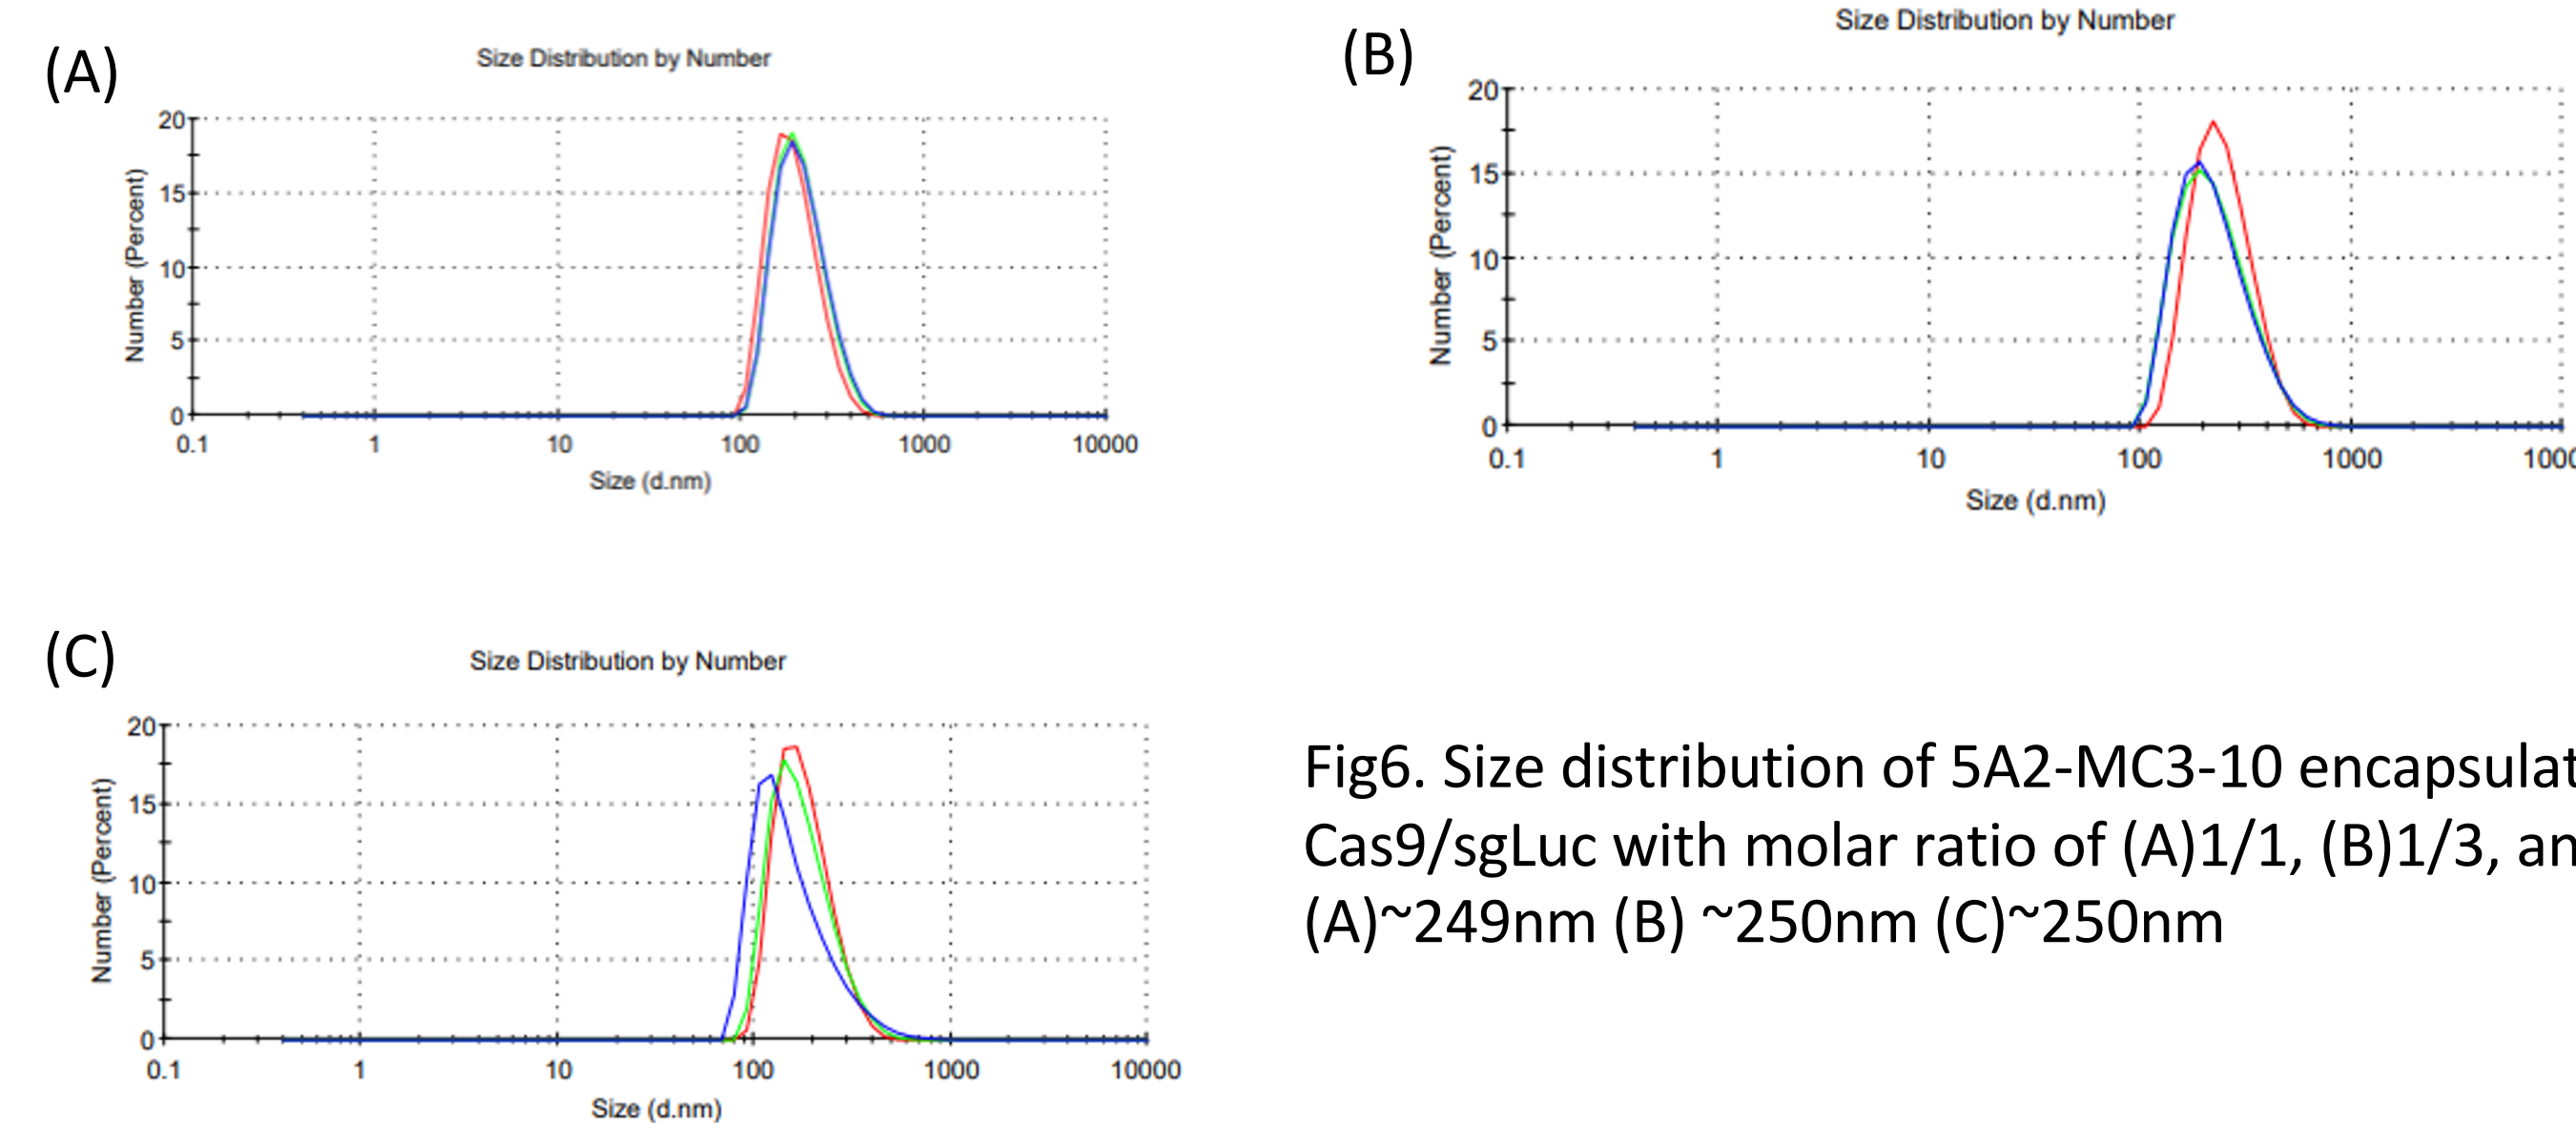 (A)
Size Distribution by Number
Number (Percent)
20
15
10
5
0
0.1 1 10 100 1000 10000
Size (d.nm)
(B)
Size Distribution by Number
Number (Percent)
20
15
10
5
0
0.1 1 10 100 1000 1000
Size (d.nm)
(C)
Size Distribution by Number
Number (Percent)
20
15
10
5
0
0.1 1 10 100 1000 10000
Size (d.nm)
Fig6. Size distribution of 5A2-MC3-10 encapsulat
Cas9/sgLuc with molar ratio of (A)1/1, (B)1/3, an
(A)~249nm (B) ~250nm (C)~250nm